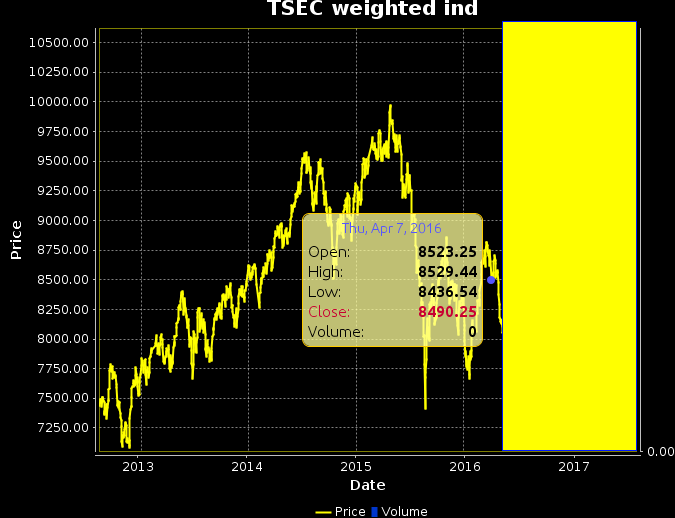 TSEC weighted ind
10500.00
10250.00
10000.00
9750.00
9500.00
9250.00
9000.00
8750.00
8500.00
8250.00
8000.00
7750.00
7500.00
7250.00
Price
Thu, Apr 7, 2016
Open: 8523.25
High: 8529.44
Low: 8436.54
Close: 8490.25
Volume: 0
0.00
2013 2014 2015 2016 2017
Date
Price Volume